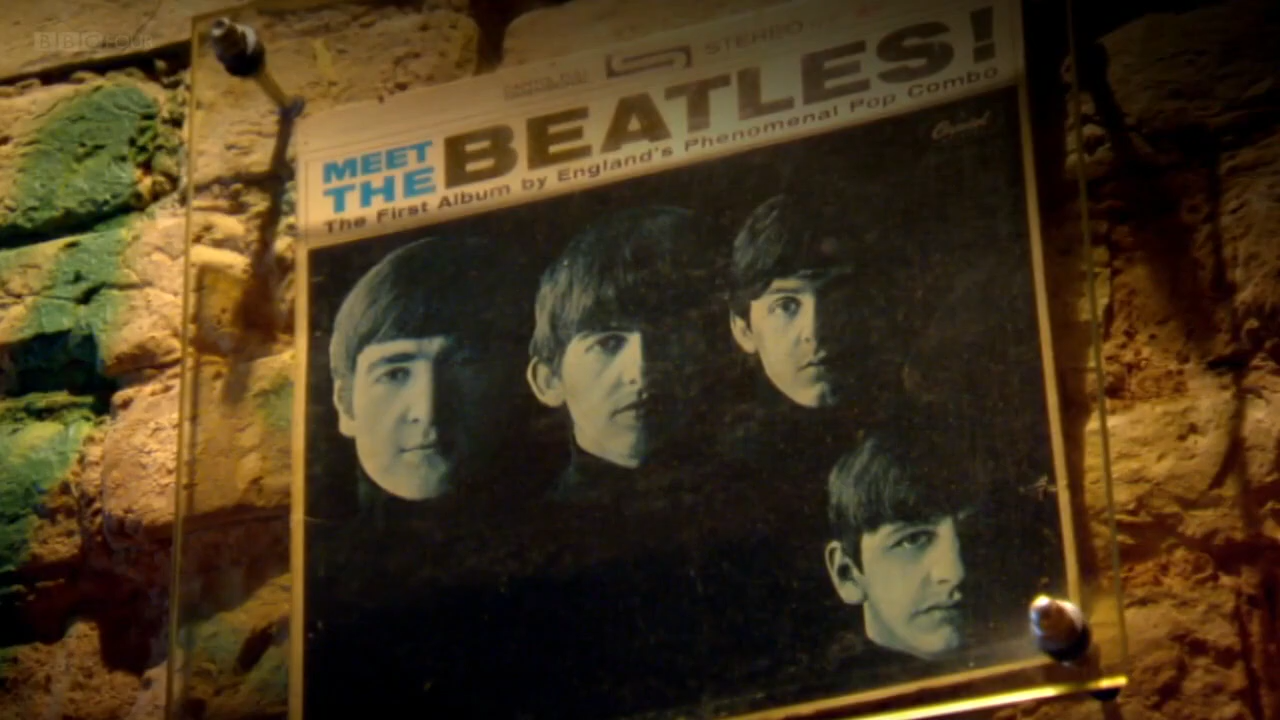 BBC Four
STEREO
MEET
THE BEATLES!
The First Album by England's Phenomenal Pop Combo
Capitol